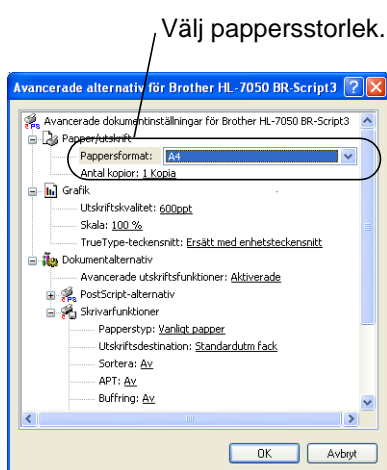 Välj pappersstorlek.
Avancerade alternativ för Brother HL-7050 BR-Script3
Avancerade dokumentinställningar för Brother HL-7050 BR-Script3
Papper/utskrift
Pappersformat: A4
Antal kopior: 1 Kopia
Grafik
Utskriftskvalitet: 600ppt
Skala: 100 %
TrueType-teckensnitt: Ersätt med enhetsteckensnitt
Dokumentalternativ
Avancerade utskriftsfunktioner: Aktiverade
PostScript-alternativ
Skrivarfunktioner
Papperstyp: Vanligt papper
Utskriftsdestination: Standardutm fack
Sortera: Av
APT: Av
Buffring: Av
OK Avbryt